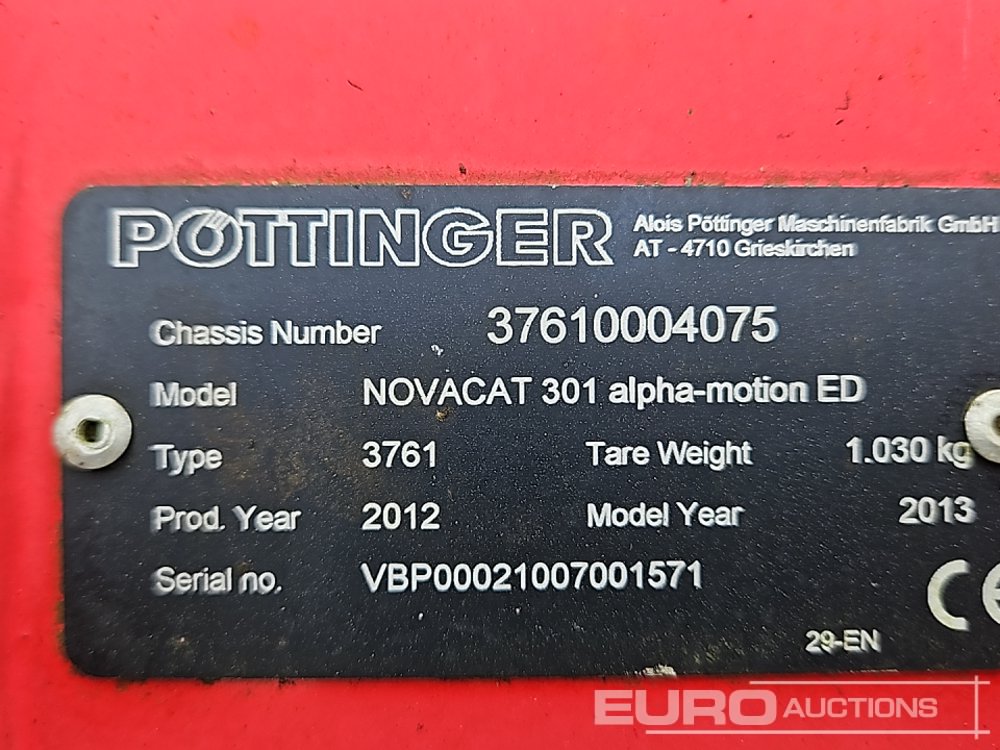 PÖTTINGER Alois Pöttinger Maschinenfabrik GmbH
AT - 4710 Grieskirchen
Chassis Number 37610004075
Model NOVACAT 301 alpha-motion ED
Type 3761 Tare Weight 1.030 kg
Prod. Year 2012 Model Year 2013
Serial no. VBP00021007001571
CE
29-EN
EURO AUCTIONS